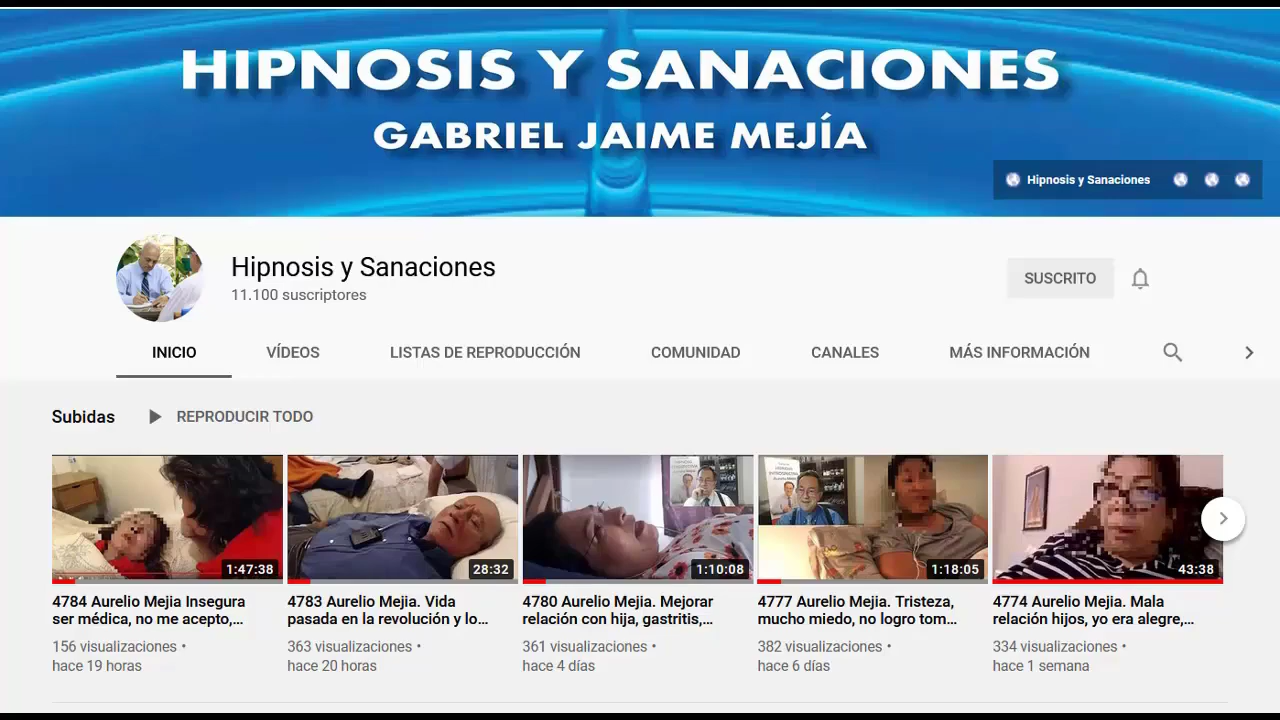 HIPNOSIS Y SANACIONES
GABRIEL JAIME MEJÍA
Hipnosis y Sanaciones
Hipnosis y Sanaciones
11.100 suscriptores
SUSCRITO
INICIO
VÍDEOS
LISTAS DE REPRODUCCIÓN
COMUNIDAD
CANALES
MÁS INFORMACIÓN
Subidas
REPRODUCIR TODO
1:47:38
4784 Aurelio Mejia Insegura
ser médica, no me acepto,...
156 visualizaciones •
hace 19 horas
28:32
4783 Aurelio Mejia. Vida
pasada en la revolución y lo...
363 visualizaciones •
hace 20 horas
1:10:08
4780 Aurelio Mejia. Mejorar
relación con hija, gastritis,...
361 visualizaciones •
hace 4 días
1:18:05
4777 Aurelio Mejia. Tristeza,
mucho miedo, no logro tom...
382 visualizaciones •
hace 6 días
43:38
4774 Aurelio Mejia. Mala
relación hijos, yo era alegre,...
334 visualizaciones •
hace 1 semana